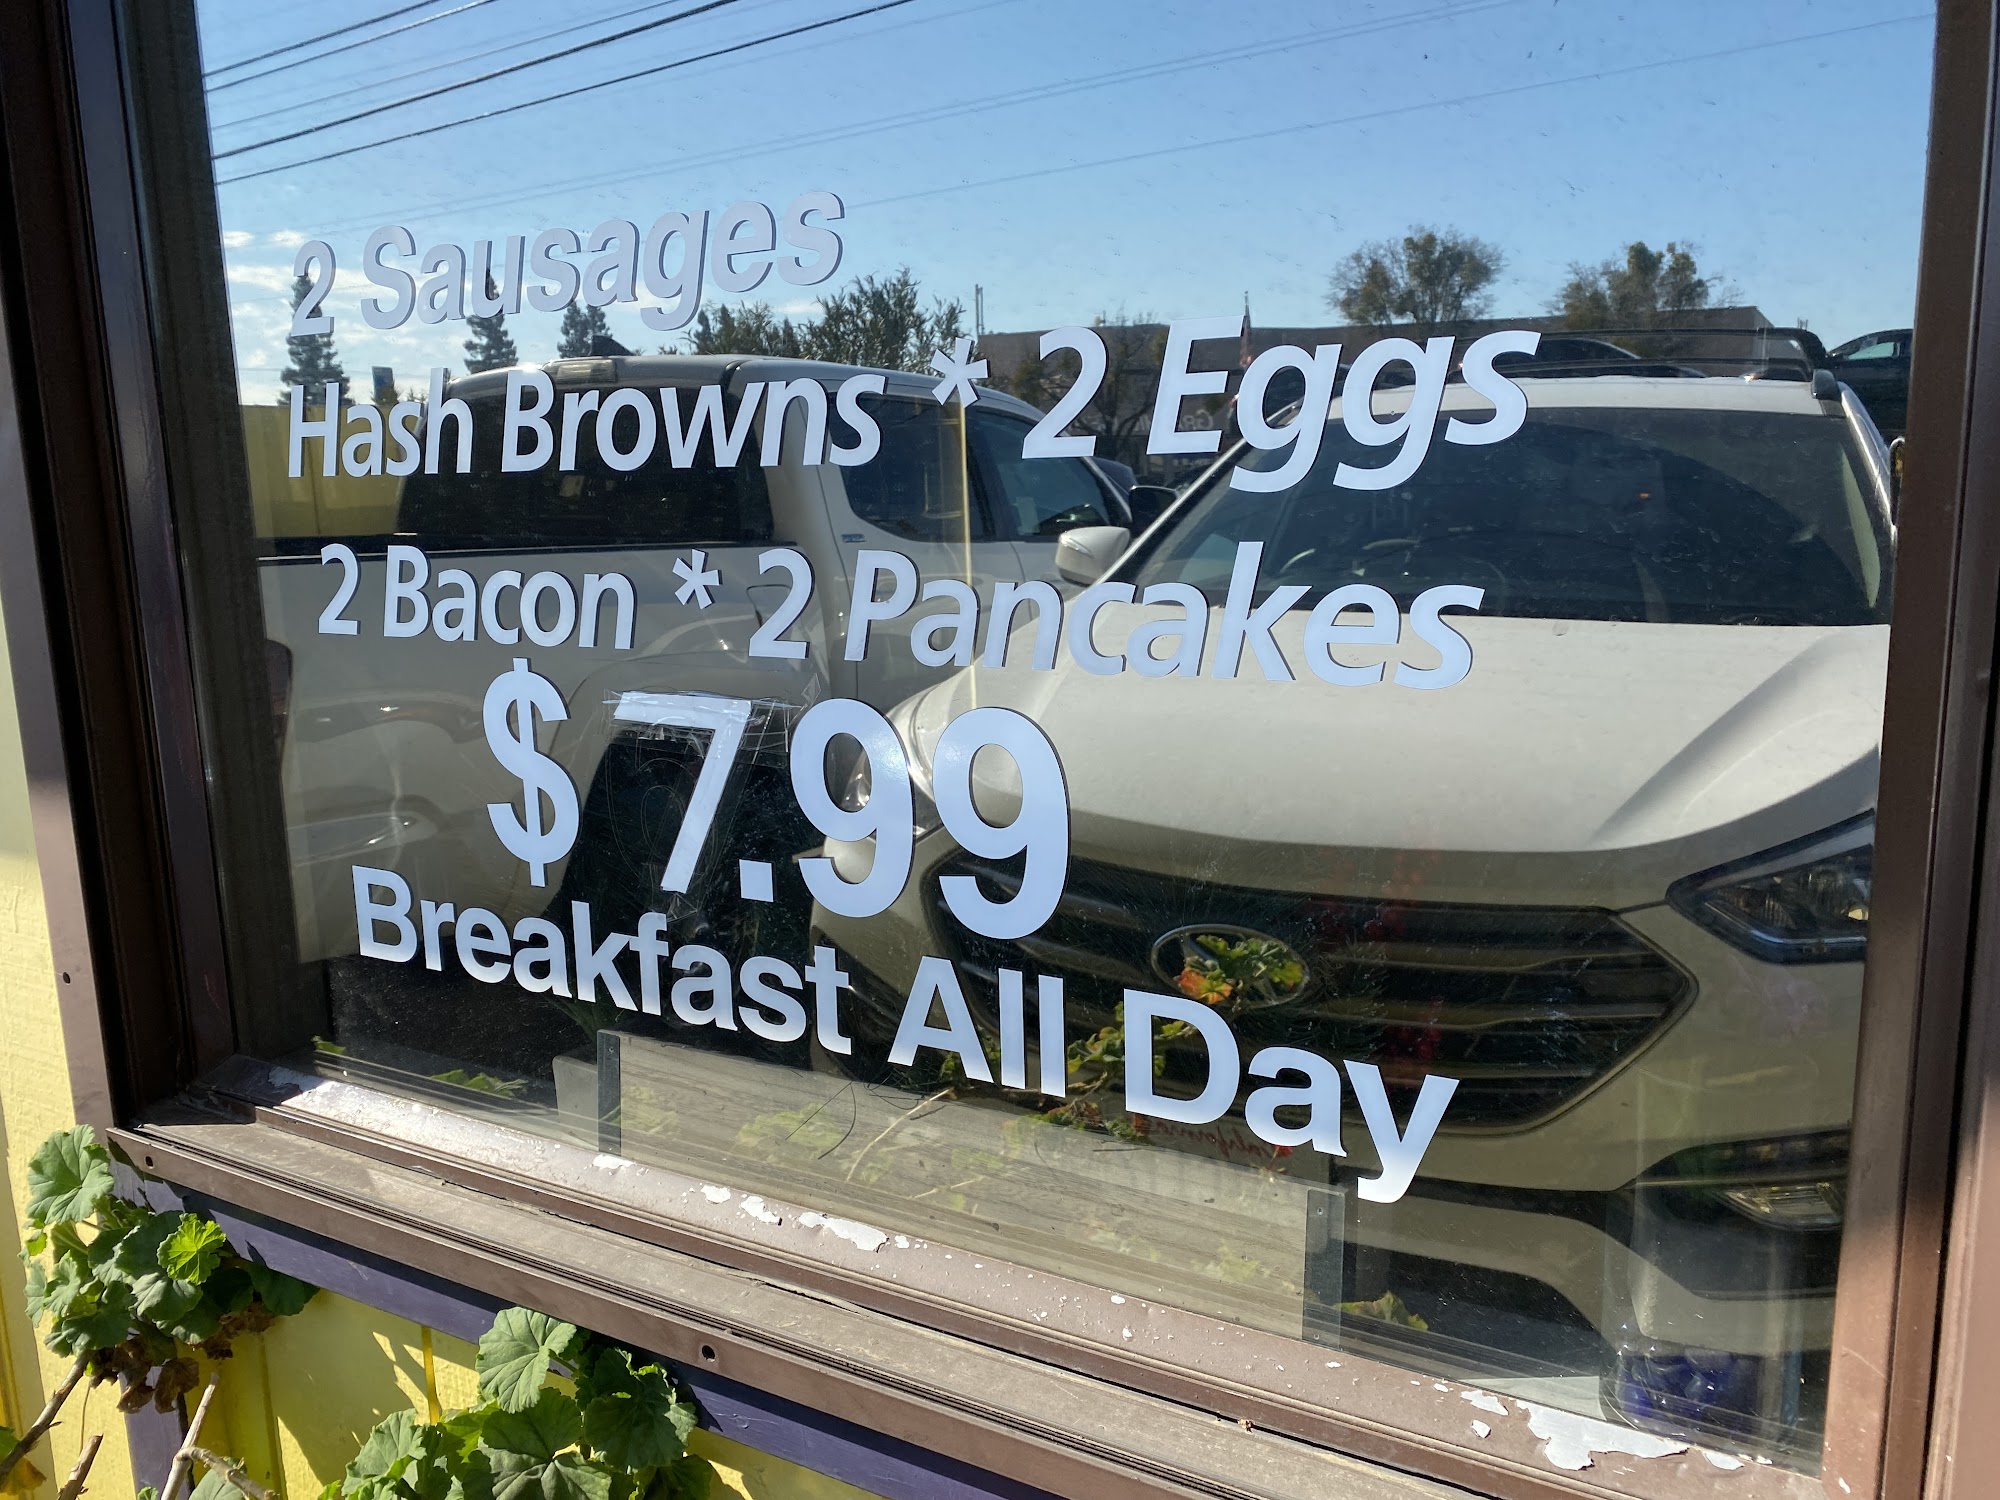 2 Sausages
Hash Browns * 2 Eggs
2 Bacon * 2 Pancakes
$ 7.99
Breakfast All Day